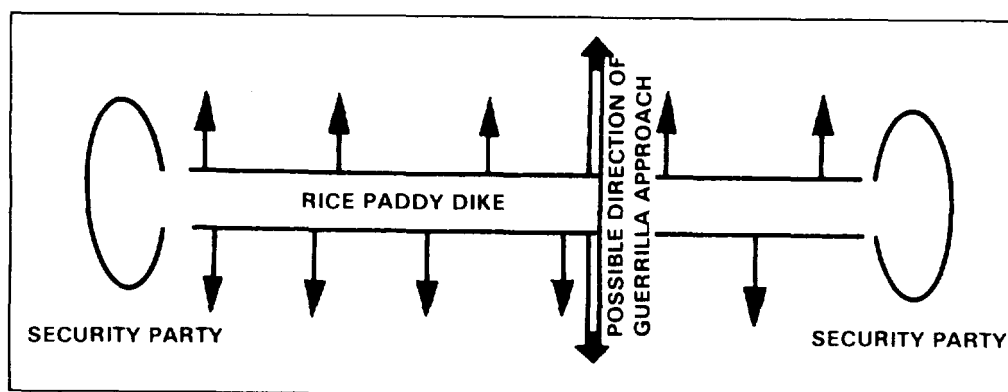 RICE PADDY DIKE
POSSIBLE DIRECTION OF
GUERRILLA APPROACH
SECURITY PARTY
SECURITY PARTY